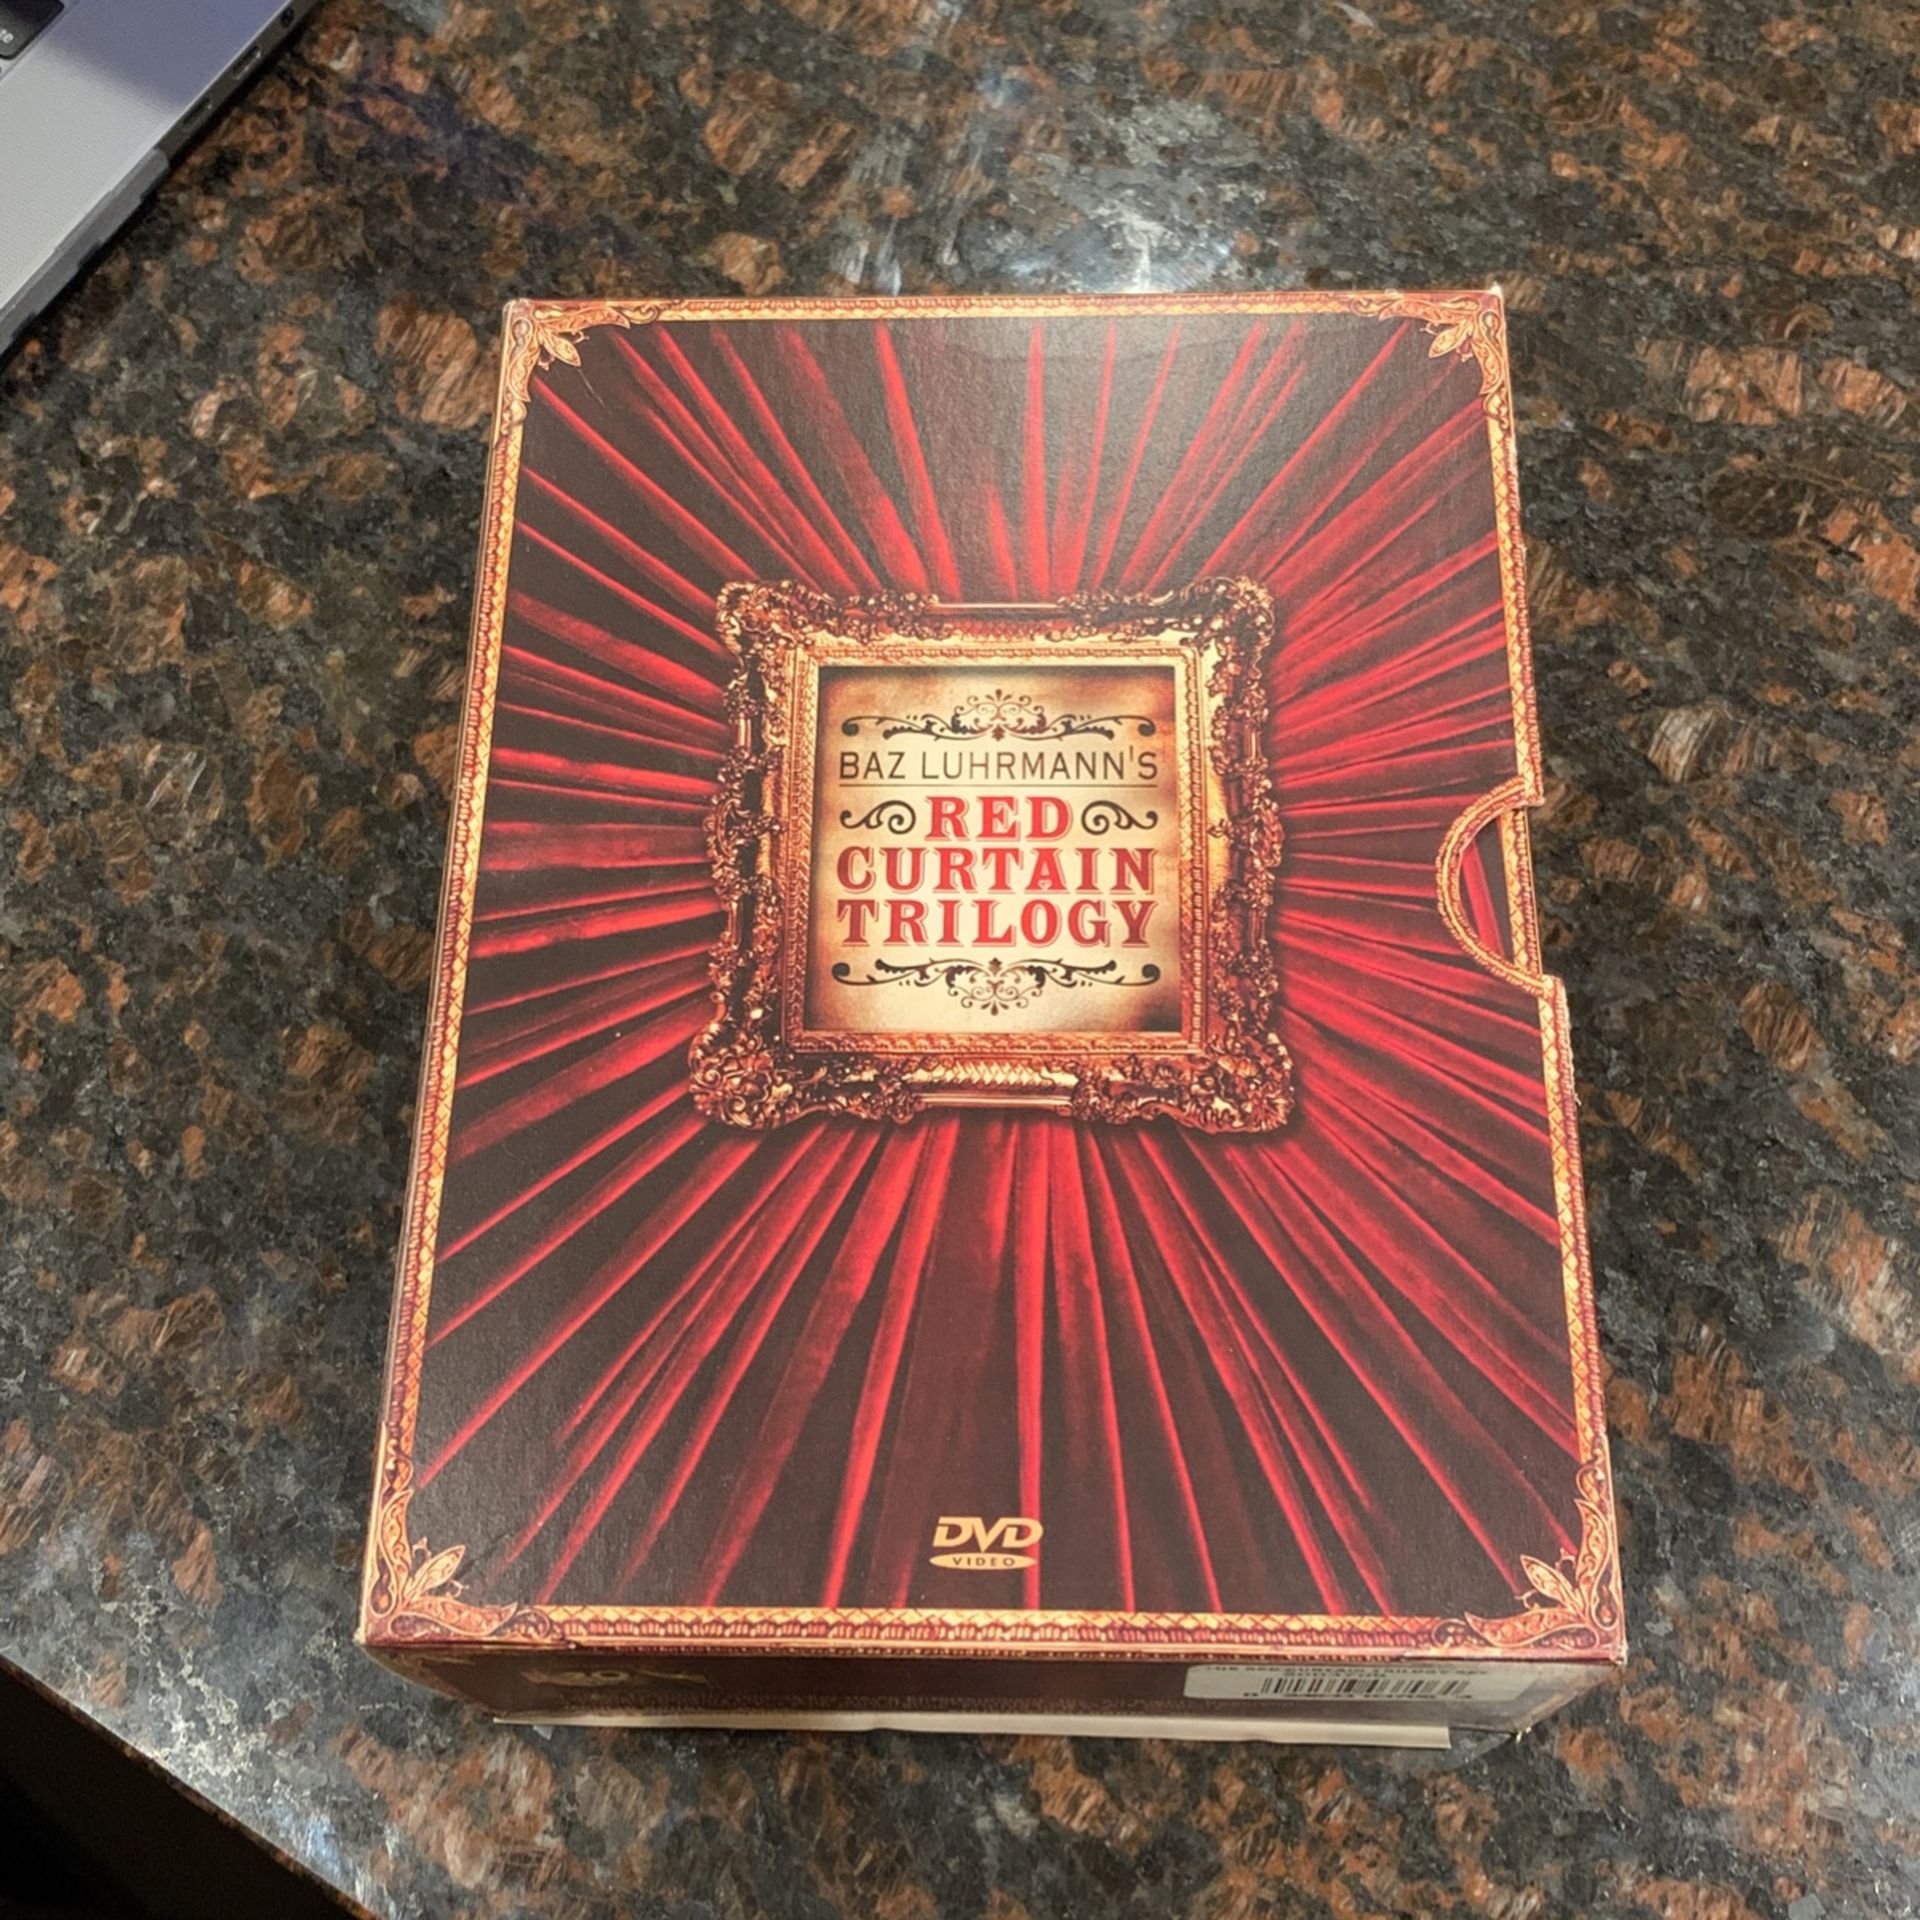 BAZ LUHRMANN'S
RED
CURTAIN
TRILOGY
DVD
VIDEO